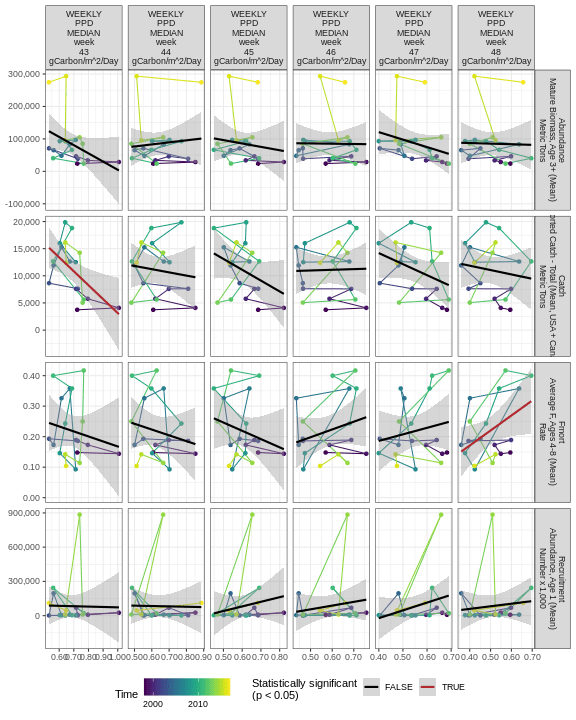 WEEKLY WEEKLY WEEKLY WEEKLY WEEKLY WEEKLY
PPD PPD PPD PPD PPD PPD
MEDIAN MEDIAN MEDIAN MEDIAN MEDIAN MEDIAN
week week week week week week
43 44 45 46 47 48
gCarbon/m^2/Day gCarbon/m^2/Day gCarbon/m^2/Day gCarbon/m^2/Day gCarbon/m^2/Day gCarbon/m^2/Day
300,000
200,000
100,000
0
-100,000
Abundance
Mature Biomass, Age 3+ (Mean)
Metric Tons
20,000
15,000
10,000
5,000
0
Catch
orted Catch - Total (Mean, USA + Can
Metric Tons
0.40
0.30
0.20
0.10
0.00
Fmort
Average F, Ages 4-8 (Mean)
Rate
900,000
600,000
300,000
0
Recruitment
Abundance, Age 1 (Mean)
Number x 1,000
0.60 0.70 0.80 0.90 1.00 0.50 0.60 0.70 0.80 0.90 0.50 0.60 0.70 0.80 0.50 0.60 0.70 0.40 0.50 0.60 0.70 0.40 0.50 0.60 0.70
Time
2000 2010
Statistically significant
(p < 0.05)
FALSE TRUE